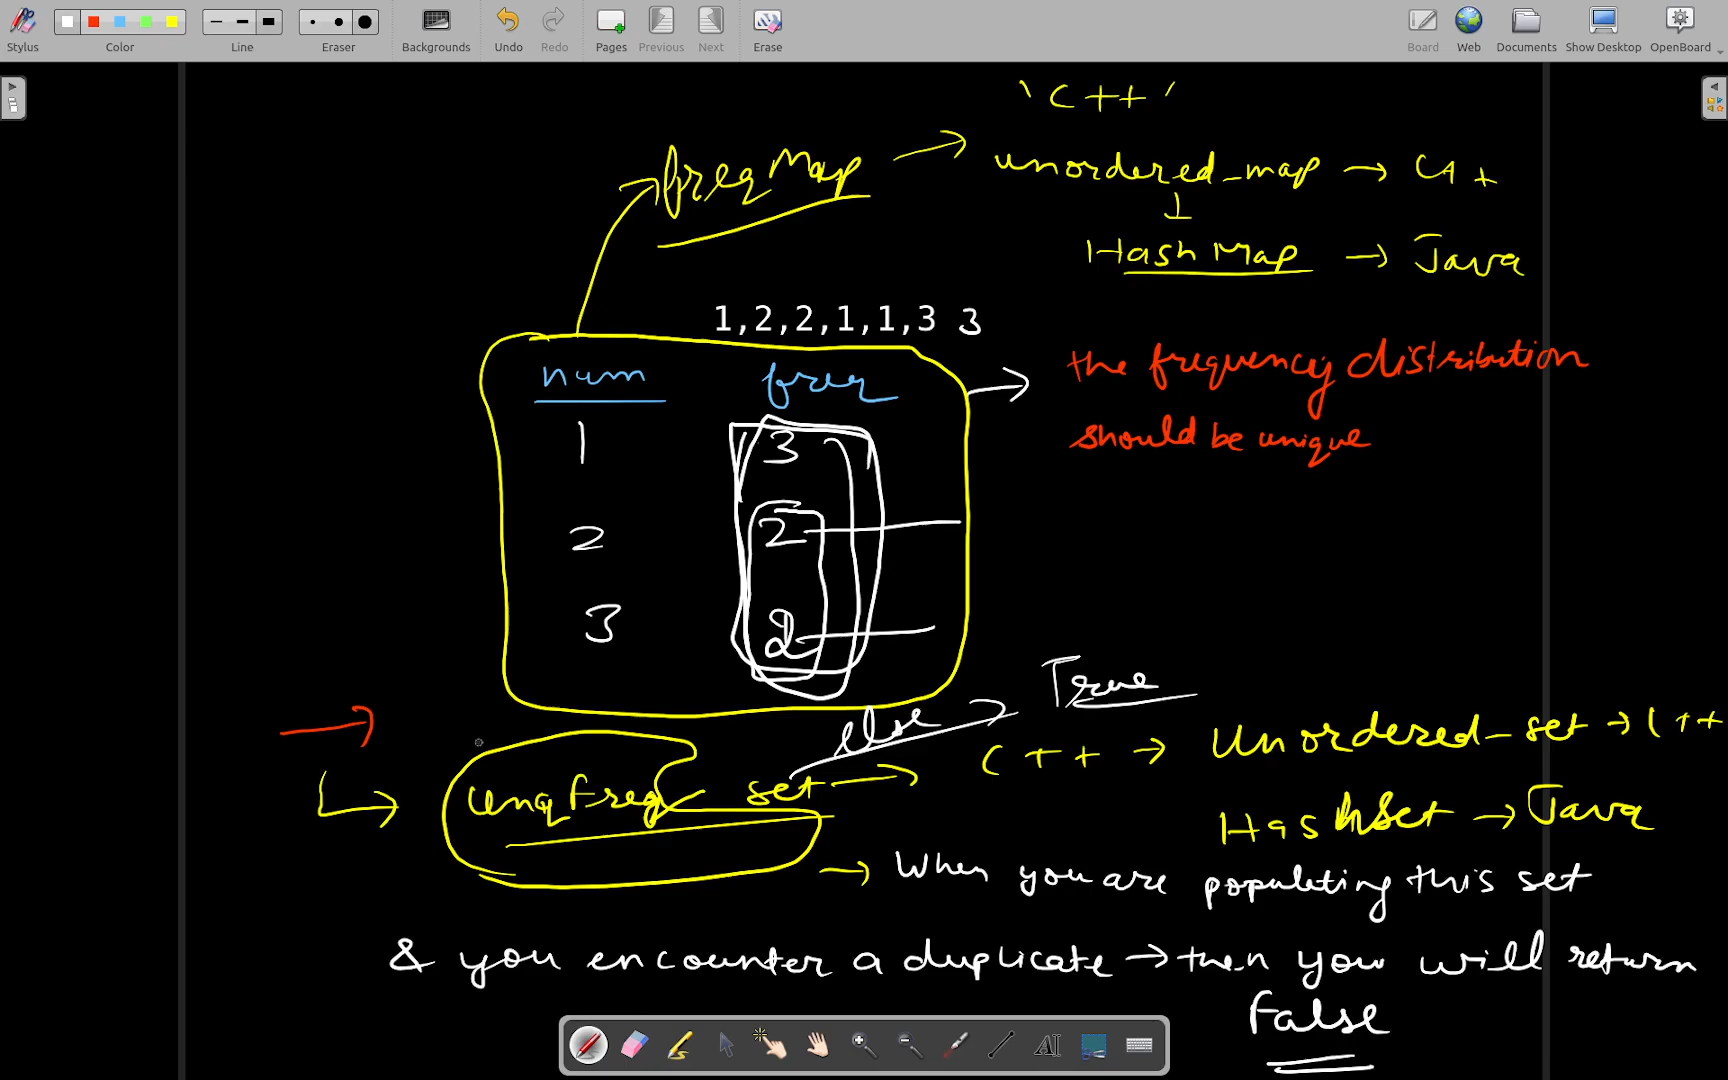 Stylus Color Line Eraser Backgrounds Undo Redo Pages Previous Next Erase Board Web Documents Show Desktop OpenBoard
'C++'
freqMap → unordered_map → C++
HashMap → Java
1,2,2,1,1,3 3
num freq
the frequency distribution
should be unique
1 3
2 2
3 2
else → True
unqFreq set → C++ → Unordered_set → C++
HashSet → Java
→ When you are populating this set
& you encounter a duplicate → then you will return
False